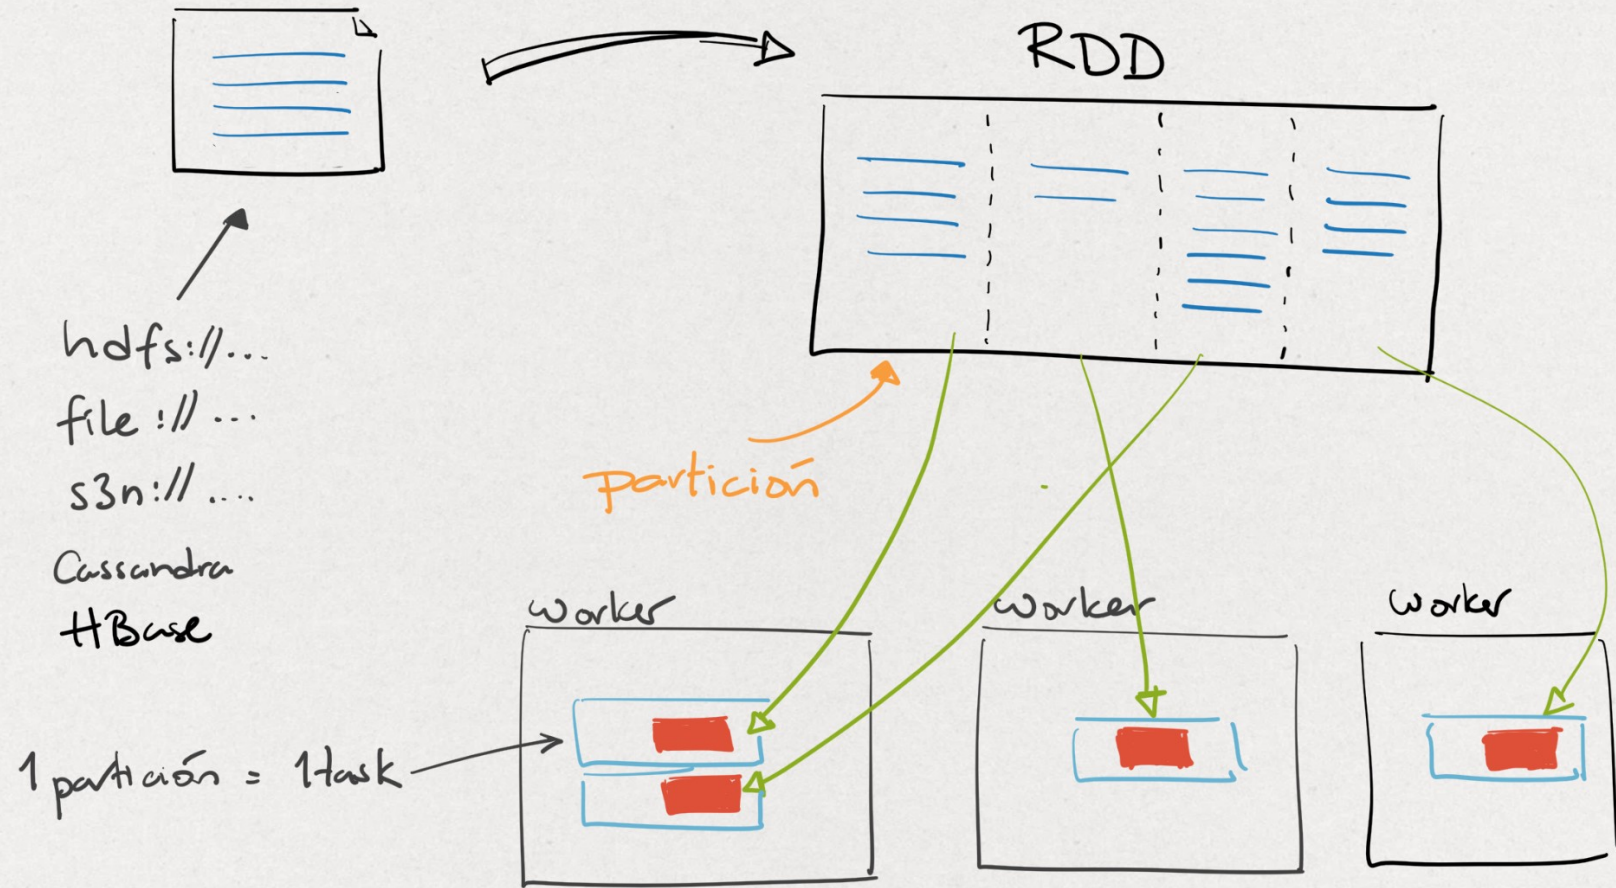 RDD
hdfs://...
file://...
s3n://....
Cassandra
HBase
partición
worker
worker
worker
1 partición = 1 task